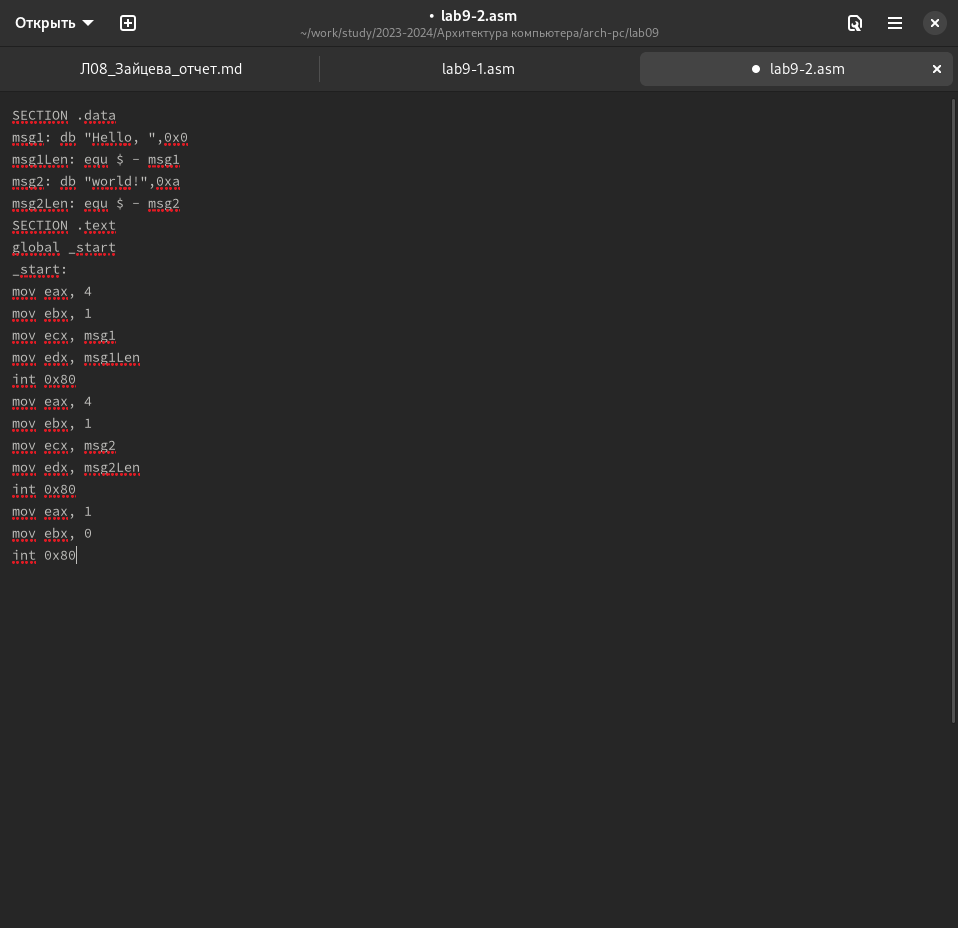 Открыть
• lab9-2.asm
~/work/study/2023-2024/Архитектура компьютера/arch-pc/lab09
Л08_Зайцева_отчет.md
lab9-1.asm
● lab9-2.asm
SECTION .data
msg1: db "Hello, ",0x0
msg1Len: equ $ - msg1
msg2: db "world!",0xa
msg2Len: equ $ - msg2
SECTION .text
global _start
_start:
mov eax, 4
mov ebx, 1
mov ecx, msg1
mov edx, msg1Len
int 0x80
mov eax, 4
mov ebx, 1
mov ecx, msg2
mov edx, msg2Len
int 0x80
mov eax, 1
mov ebx, 0
int 0x80